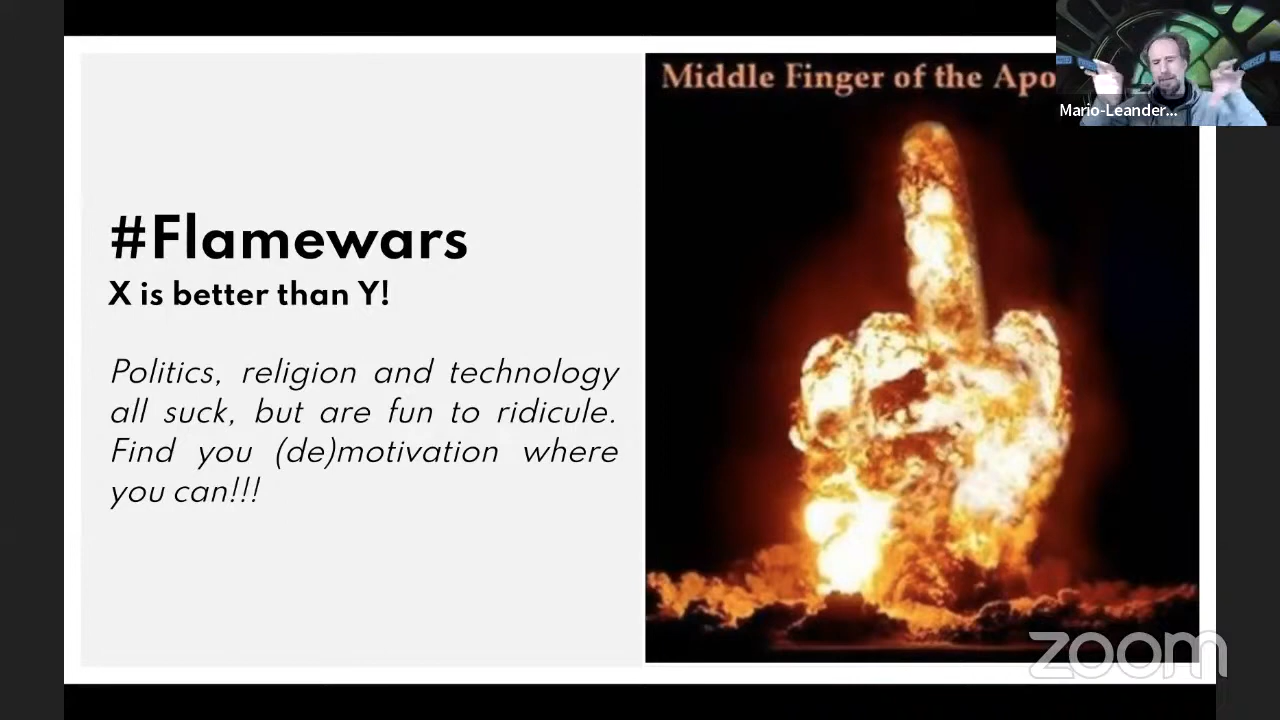 #Flamewars
X is better than Y!
Politics, religion and technology
all suck, but are fun to ridicule.
Find you (de)motivation where
you can!!!
Middle Finger of the Apo
Mario-Leander...
zoom